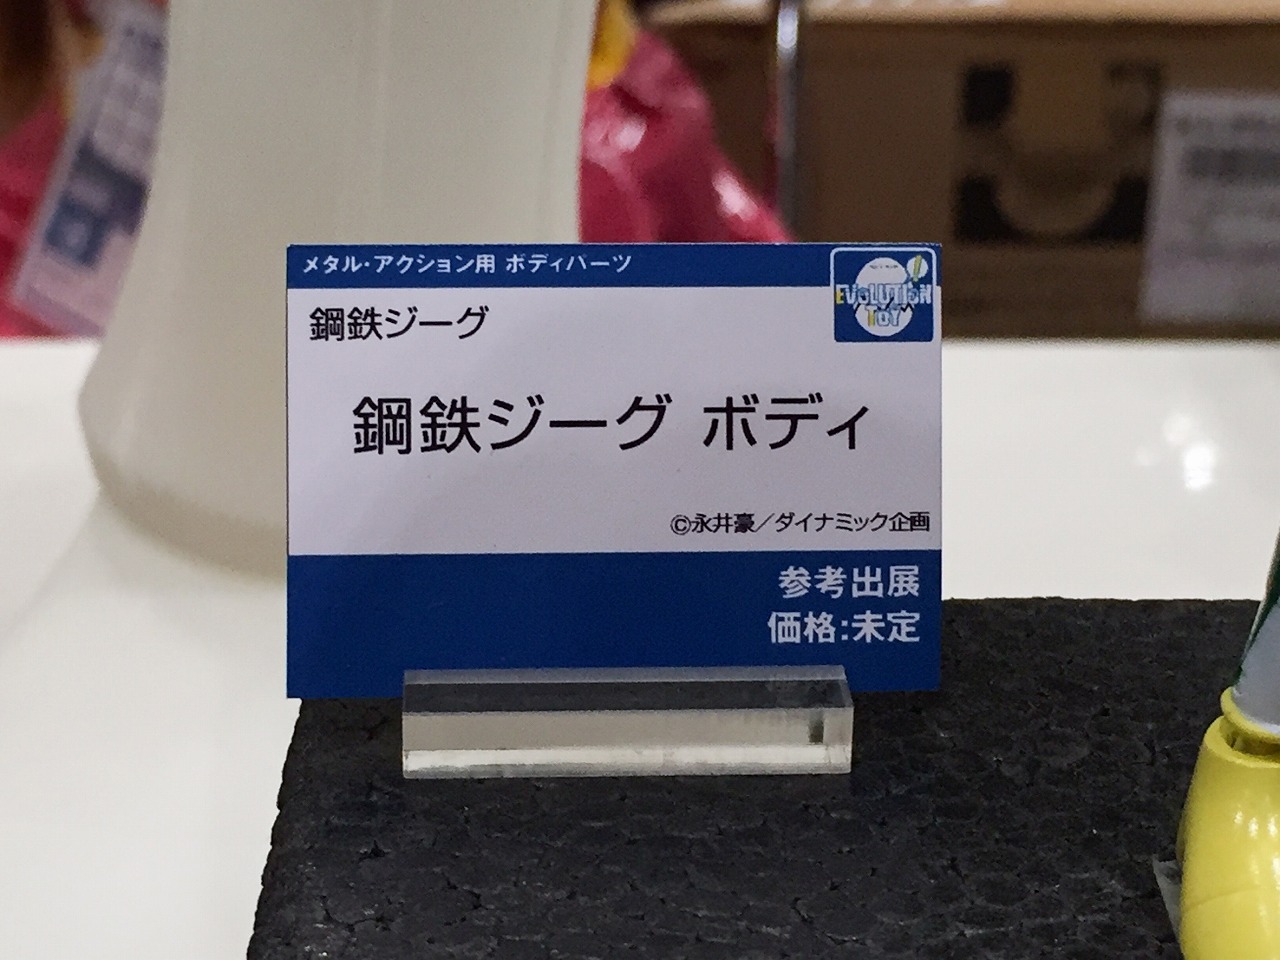 メタル・アクション用 ボディパーツ
EVOLUTION
TOY
鋼鉄ジーグ
鋼鉄ジーグ ボディ
©永井豪／ダイナミック企画
参考出展
価格:未定